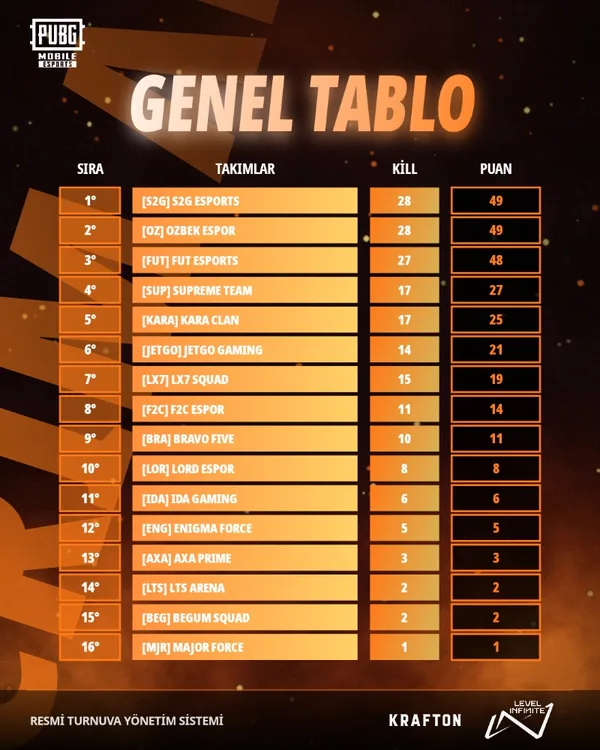 PUBG
MOBILE
ESPORTS
GENEL TABLO
SIRA TAKIMLAR KİLL PUAN
1° [S2G] S2G ESPORTS 28 49
2° [OZ] OZBEK ESPOR 28 49
3° [FUT] FUT ESPORTS 27 48
4° [SUP] SUPREME TEAM 17 27
5° [KARA] KARA CLAN 17 25
6° [JETGO] JETGO GAMING 14 21
7° [LX7] LX7 SQUAD 15 19
8° [F2C] F2C ESPOR 11 14
9° [BRA] BRAVO FIVE 10 11
10° [LOR] LORD ESPOR 8 8
11° [IDA] IDA GAMING 6 6
12° [ENG] ENIGMA FORCE 5 5
13° [AXA] AXA PRIME 3 3
14° [LTS] LTS ARENA 2 2
15° [BEG] BEGUM SQUAD 2 2
16° [MJR] MAJOR FORCE 1 1
RESMİ TURNUVA YÖNETİM SİSTEMİ
KRAFTON
LEVEL
INFINITE